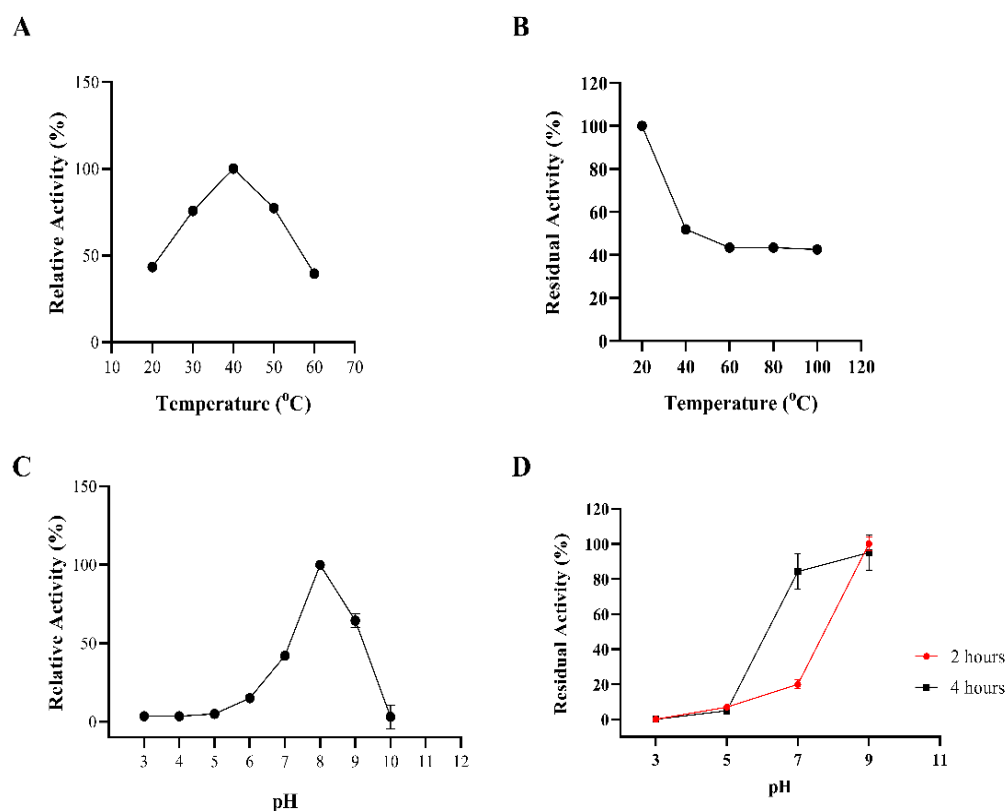 A
B
150
100
50
0
Relative Activity (%)
10 20 30 40 50 60 70
Temperature (⁰C)
120
100
80
60
40
20
0
Residual Activity (%)
20 40 60 80 100 120
Temperature (⁰C)
C
D
150
100
50
0
Relative Activity (%)
3 4 5 6 7 8 9 10 11 12
pH
120
100
80
60
40
20
0
Residual Activity (%)
3 5 7 9 11
pH
2 hours
4 hours